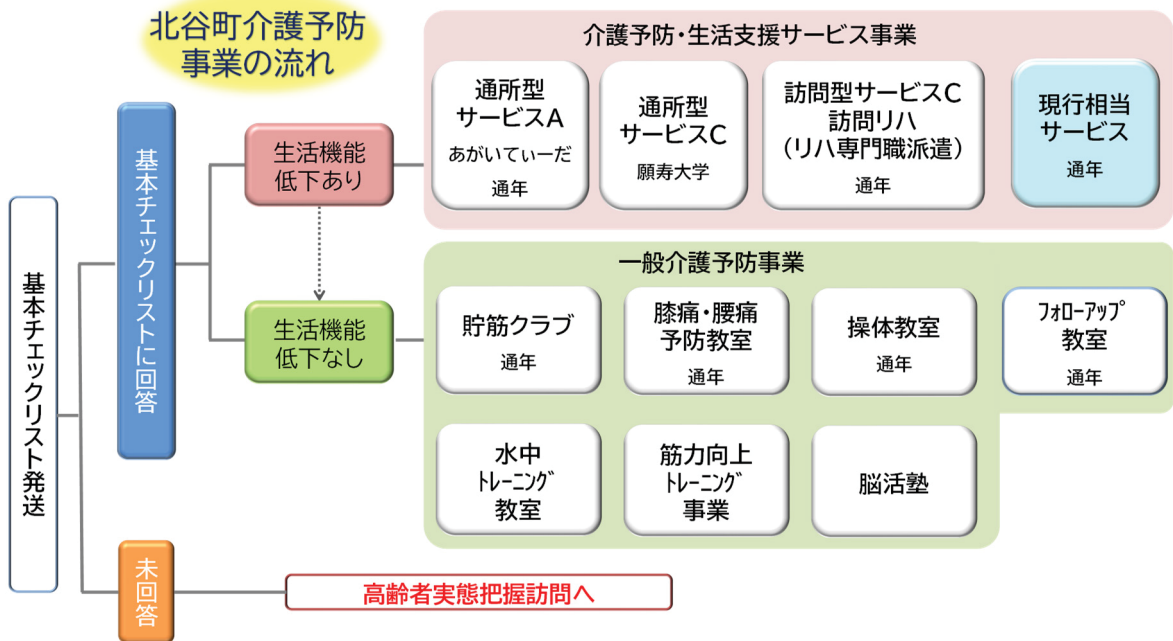 北谷町介護予防
事業の流れ
基本チェックリスト発送
基本チェックリストに回答
未回答
生活機能
低下あり
生活機能
低下なし
介護予防・生活支援サービス事業
通所型
サービスA
あがいてぃーだ
通年
通所型
サービスC
願寿大学
訪問型サービスC
訪問リハ
(リハ専門職派遣)
通年
現行相当
サービス
通年
一般介護予防事業
貯筋クラブ
通年
膝痛・腰痛
予防教室
通年
操体教室
通年
フォローアップ
教室
通年
水中
トレーニング
教室
筋力向上
トレーニング
事業
脳活塾
高齢者実態把握訪問へ